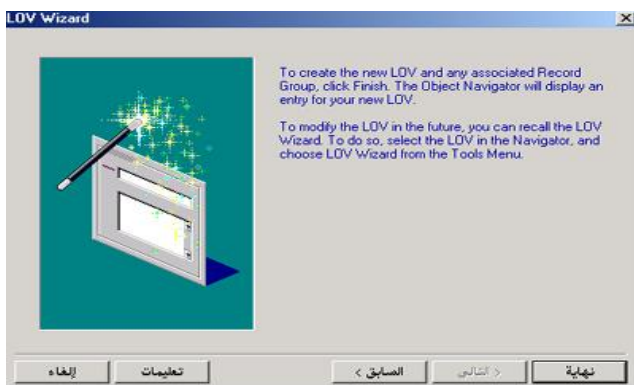 LOV Wizard
To create the new LOV and any associated Record
Group, click Finish. The Object Navigator will display an
entry for your new LOV.
To modify the LOV in the future, you can recall the LOV
Wizard. To do so, select the LOV in the Navigator, and
choose LOV Wizard from the Tools Menu.
إلغاء
تعليمات
السابق >
< التالي
نهاية